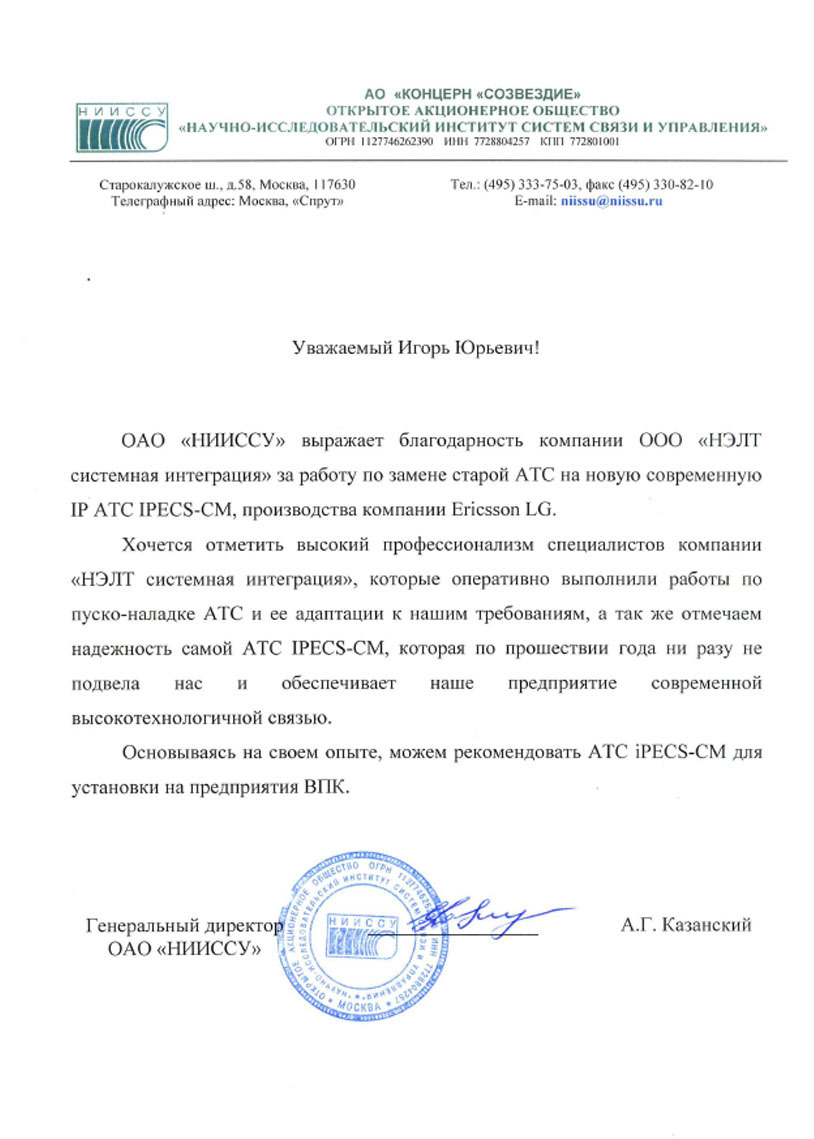 НИИССУ
АО «КОНЦЕРН «СОЗВЕЗДИЕ»
ОТКРЫТОЕ АКЦИОНЕРНОЕ ОБЩЕСТВО
«НАУЧНО-ИССЛЕДОВАТЕЛЬСКИЙ ИНСТИТУТ СИСТЕМ СВЯЗИ И УПРАВЛЕНИЯ»
ОГРН 1127746262390 ИНН 7728804257 КПП 772801001
Старокалужское ш., д.58, Москва, 117630
Телеграфный адрес: Москва, «Спрут»
Тел.: (495) 333-75-03, факс (495) 330-82-10
E-mail: niissu@niissu.ru
Уважаемый Игорь Юрьевич!
ОАО «НИИССУ» выражает благодарность компании ООО «НЭЛТ
системная интеграция» за работу по замене старой АТС на новую современную
IP АТС IPECS-CM, производства компании Ericsson LG.
Хочется отметить высокий профессионализм специалистов компании
«НЭЛТ системная интеграция», которые оперативно выполнили работы по
пуско-наладке АТС и ее адаптации к нашим требованиям, а так же отмечаем
надежность самой АТС IPECS-CM, которая по прошествии года ни разу не
подвела нас и обеспечивает наше предприятие современной
высокотехнологичной связью.
Основываясь на своем опыте, можем рекомендовать АТС iPECS-CM для
установки на предприятия ВПК.
Генеральный директор
ОАО «НИИССУ»
А.Г. Казанский
ОТКРЫТОЕ АКЦИОНЕРНОЕ ОБЩЕСТВО ОГРН ИНН 7728804257
МОСКВА
«НАУЧНО-ИССЛЕДОВАТЕЛЬСКИЙ ИНСТИТУТ СИСТЕМ СВЯЗИ И УПРАВЛЕНИЯ»
НИИССУ